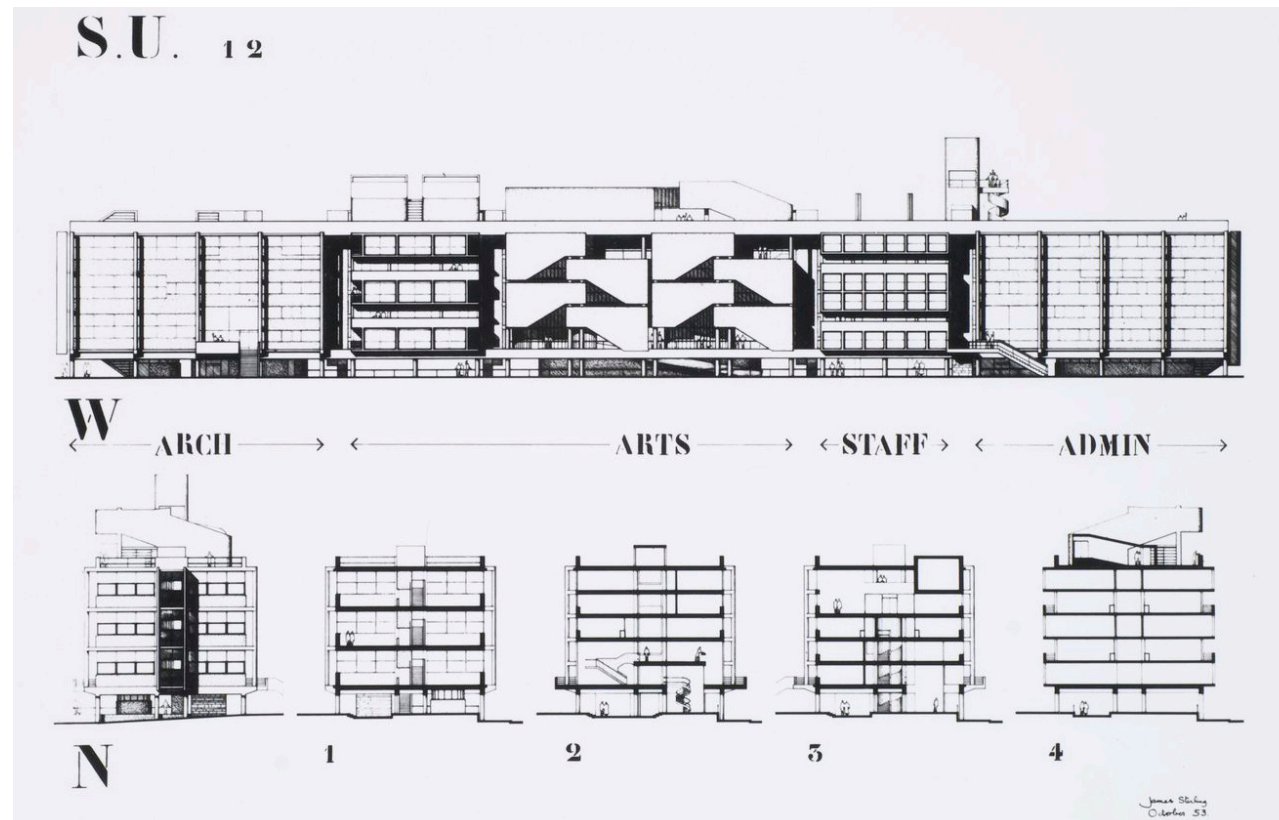 S.U. 12
W
ARCH ARTS STAFF ADMIN
N
1 2 3 4
James Stirling
October 53